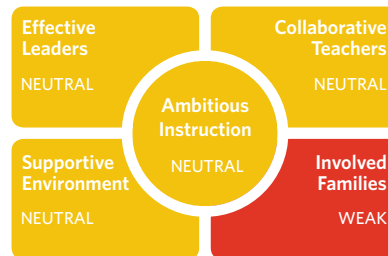 Effective
Leaders
NEUTRAL
Collaborative
Teachers
NEUTRAL
Ambitious
Instruction
NEUTRAL
Supportive
Environment
NEUTRAL
Involved
Families
WEAK